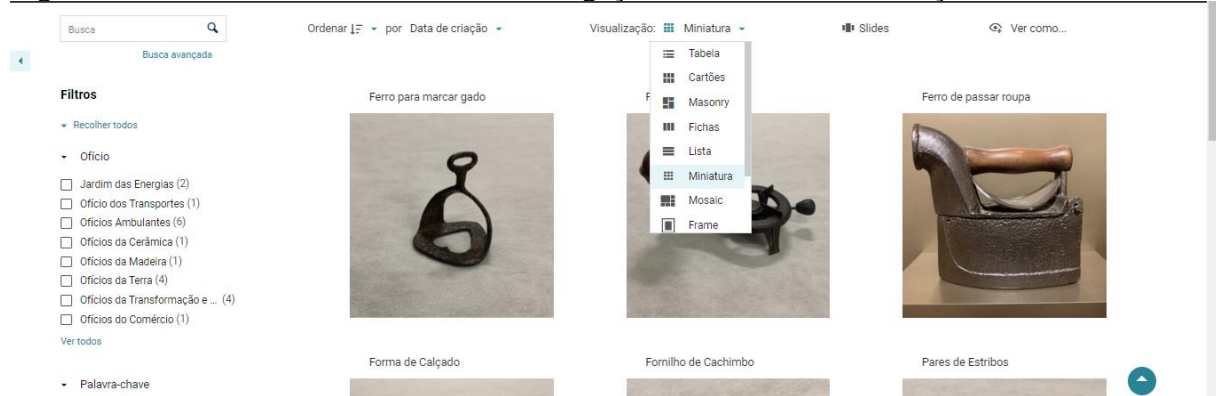 Busca
Ordenar por Data de criação
Visualização: Miniatura
Slides
Ver como...
Busca avançada
Tabela
Cartões
Masonry
Fichas
Lista
Miniatura
Mosaic
Frame
Filtros
Recolher todos
Ofício
Jardim das Energias (2)
Ofício dos Transportes (1)
Ofícios Ambulantes (6)
Ofícios da Cerâmica (1)
Ofícios da Madeira (1)
Ofícios da Terra (4)
Ofícios da Transformação e ... (4)
Ofícios do Comércio (1)
Ver todos
Palavra-chave
Ferro para marcar gado
Ferro de passar roupa
Forma de Calçado
Fornilho de Cachimbo
Pares de Estribos